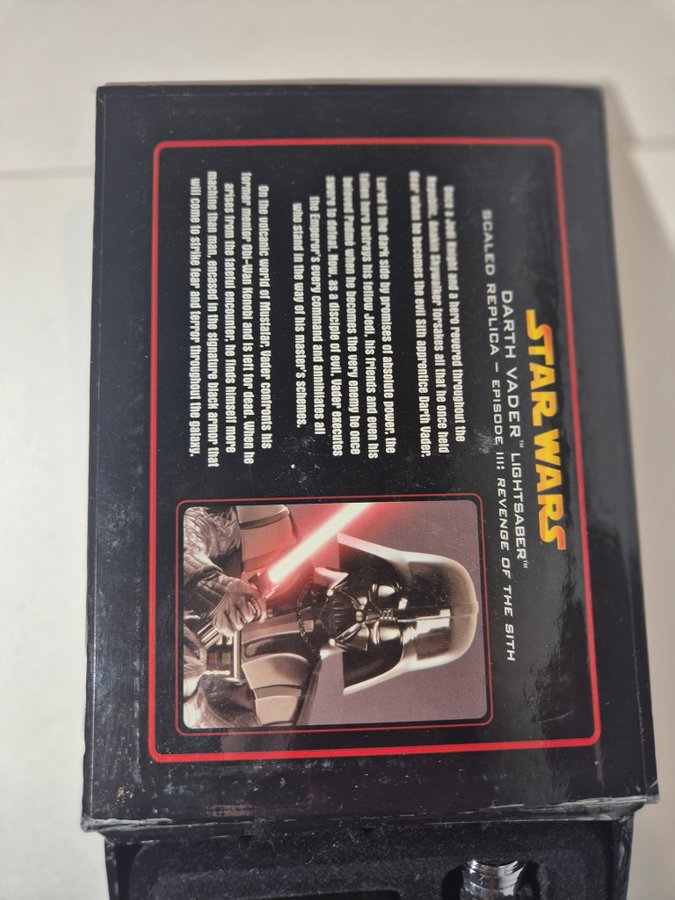 STAR WARS
DARTH VADER™ LIGHTSABER™
SCALED REPLICA – EPISODE III: REVENGE OF THE SITH
Once a Jedi Knight and a hero revered throughout the
Republic, Anakin Skywalker forsakes all that he once held
dear when he becomes the evil Sith apprentice Darth Vader.
Lured to the dark side by promises of absolute power, the
fallen hero betrays his fellow Jedi, his friends and even his
beloved Padmé when he becomes the very enemy he once
swore to defeat. Now, as a disciple of evil, Vader executes
the Emperor's every command and annihilates all
who stand in the way of his master's schemes.
On the volcanic world of Mustafar, Vader confronts his
former mentor Obi-Wan Kenobi and is left for dead. When he
arises from the fateful encounter, he finds himself more
machine than man, encased in the signature black armor that
will come to strike fear and terror throughout the galaxy.